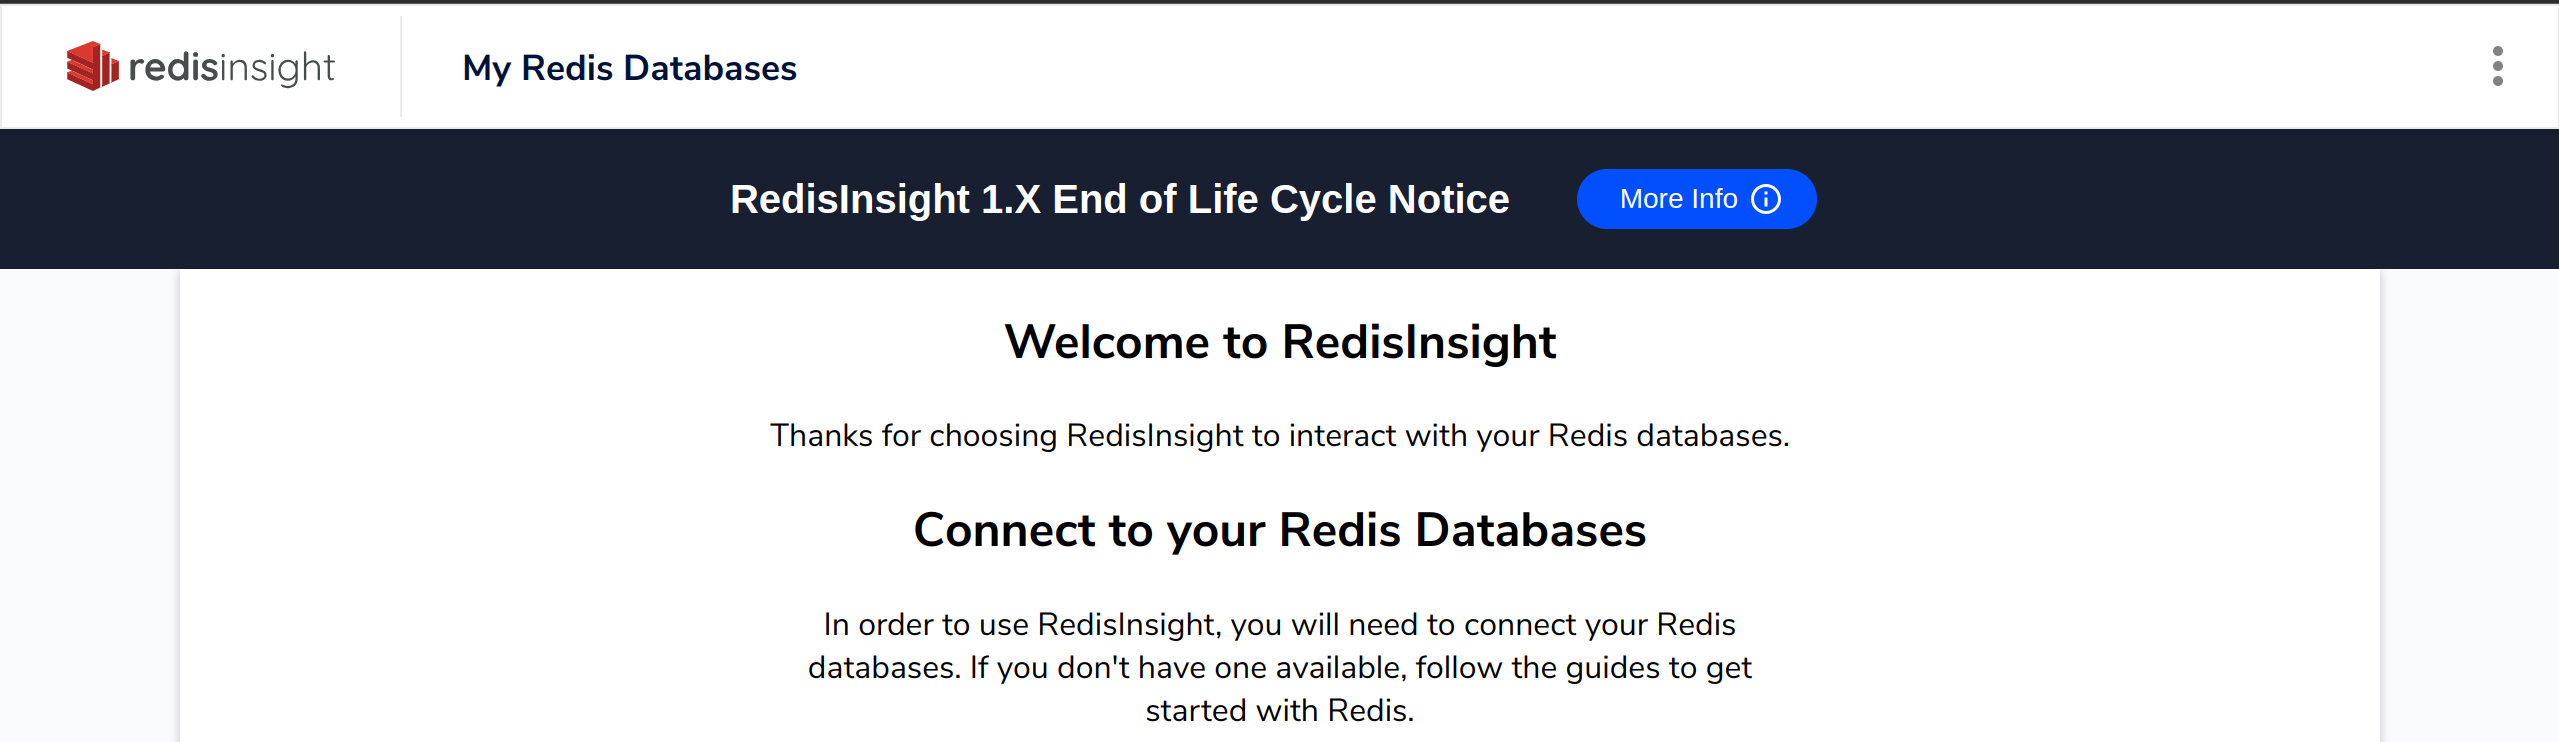 redisinsight
My Redis Databases
RedisInsight 1.X End of Life Cycle Notice
More Info
Welcome to RedisInsight
Thanks for choosing RedisInsight to interact with your Redis databases.
Connect to your Redis Databases
In order to use RedisInsight, you will need to connect your Redis
databases. If you don't have one available, follow the guides to get
started with Redis.